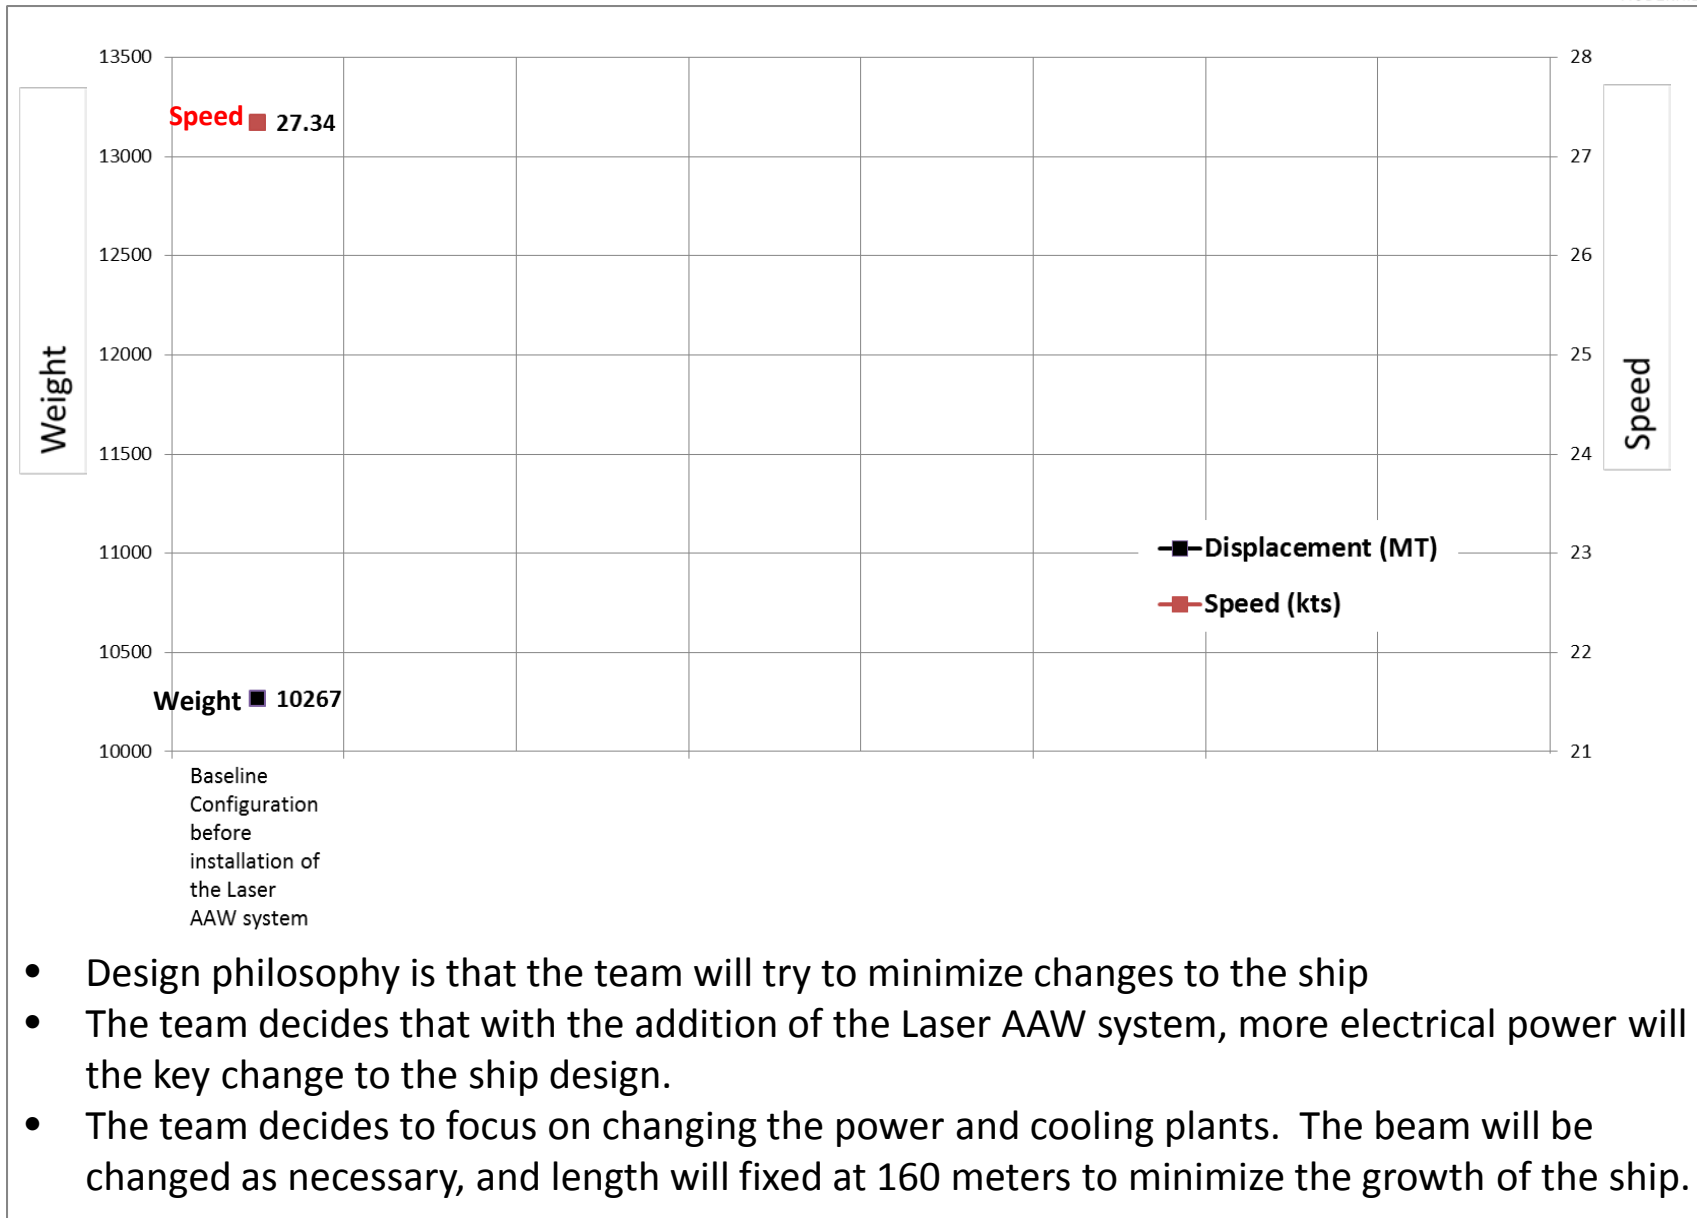 13500
28
Speed
27.34
13000
27
12500
26
Weight
12000
25
Speed
11500
24
11000
23
Displacement (MT)
Speed (kts)
10500
22
Weight
10267
10000
21
Baseline
Configuration
before
installation of
the Laser
AAW system
• Design philosophy is that the team will try to minimize changes to the ship
• The team decides that with the addition of the Laser AAW system, more electrical power will
the key change to the ship design.
• The team decides to focus on changing the power and cooling plants. The beam will be
changed as necessary, and length will fixed at 160 meters to minimize the growth of the ship.